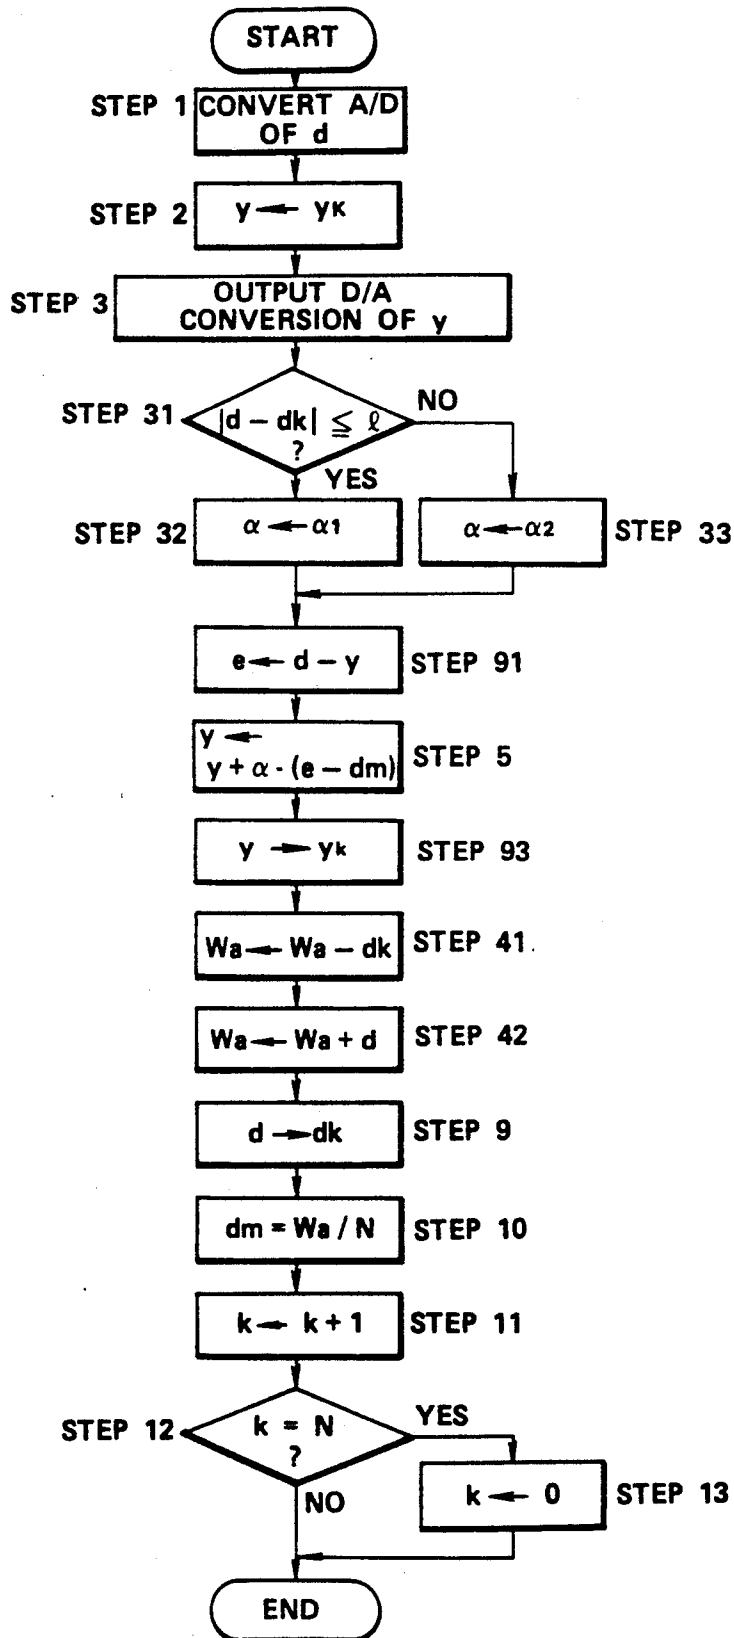 START
STEP 1
CONVERT A/D
OF d
STEP 2
y ← yK
STEP 3
OUTPUT D/A
CONVERSION OF y
STEP 31
|d − dk| ≦ ℓ
?
NO
YES
STEP 32
α ← α1
α ← α2
STEP 33
e ← d − y
STEP 91
y ←
y + α · (e − dm)
STEP 5
y → yk
STEP 93
Wa ← Wa − dk
STEP 41
Wa ← Wa + d
STEP 42
d → dk
STEP 9
dm = Wa / N
STEP 10
k ← k + 1
STEP 11
STEP 12
k = N
?
YES
NO
k ← 0
STEP 13
END